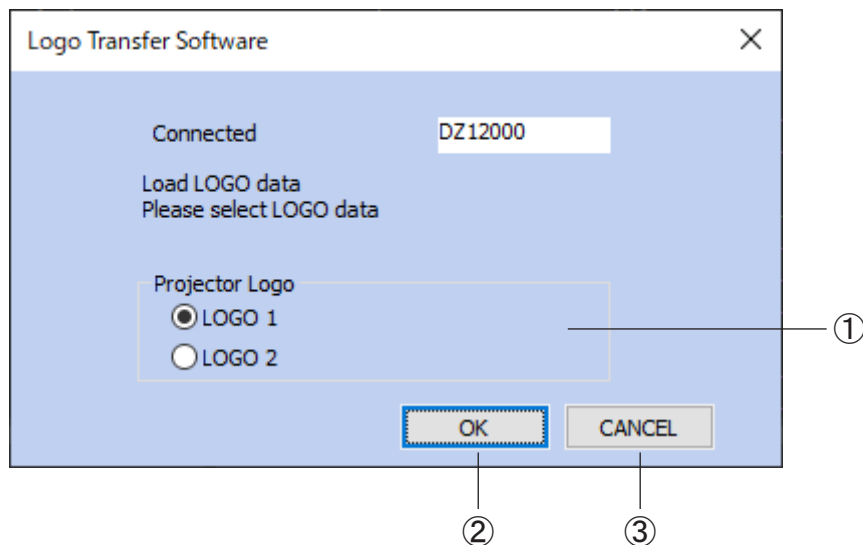 Logo Transfer Software
Connected DZ12000
Load LOGO data
Please select LOGO data
Projector Logo
LOGO 1
①
LOGO 2
OK CANCEL
② ③